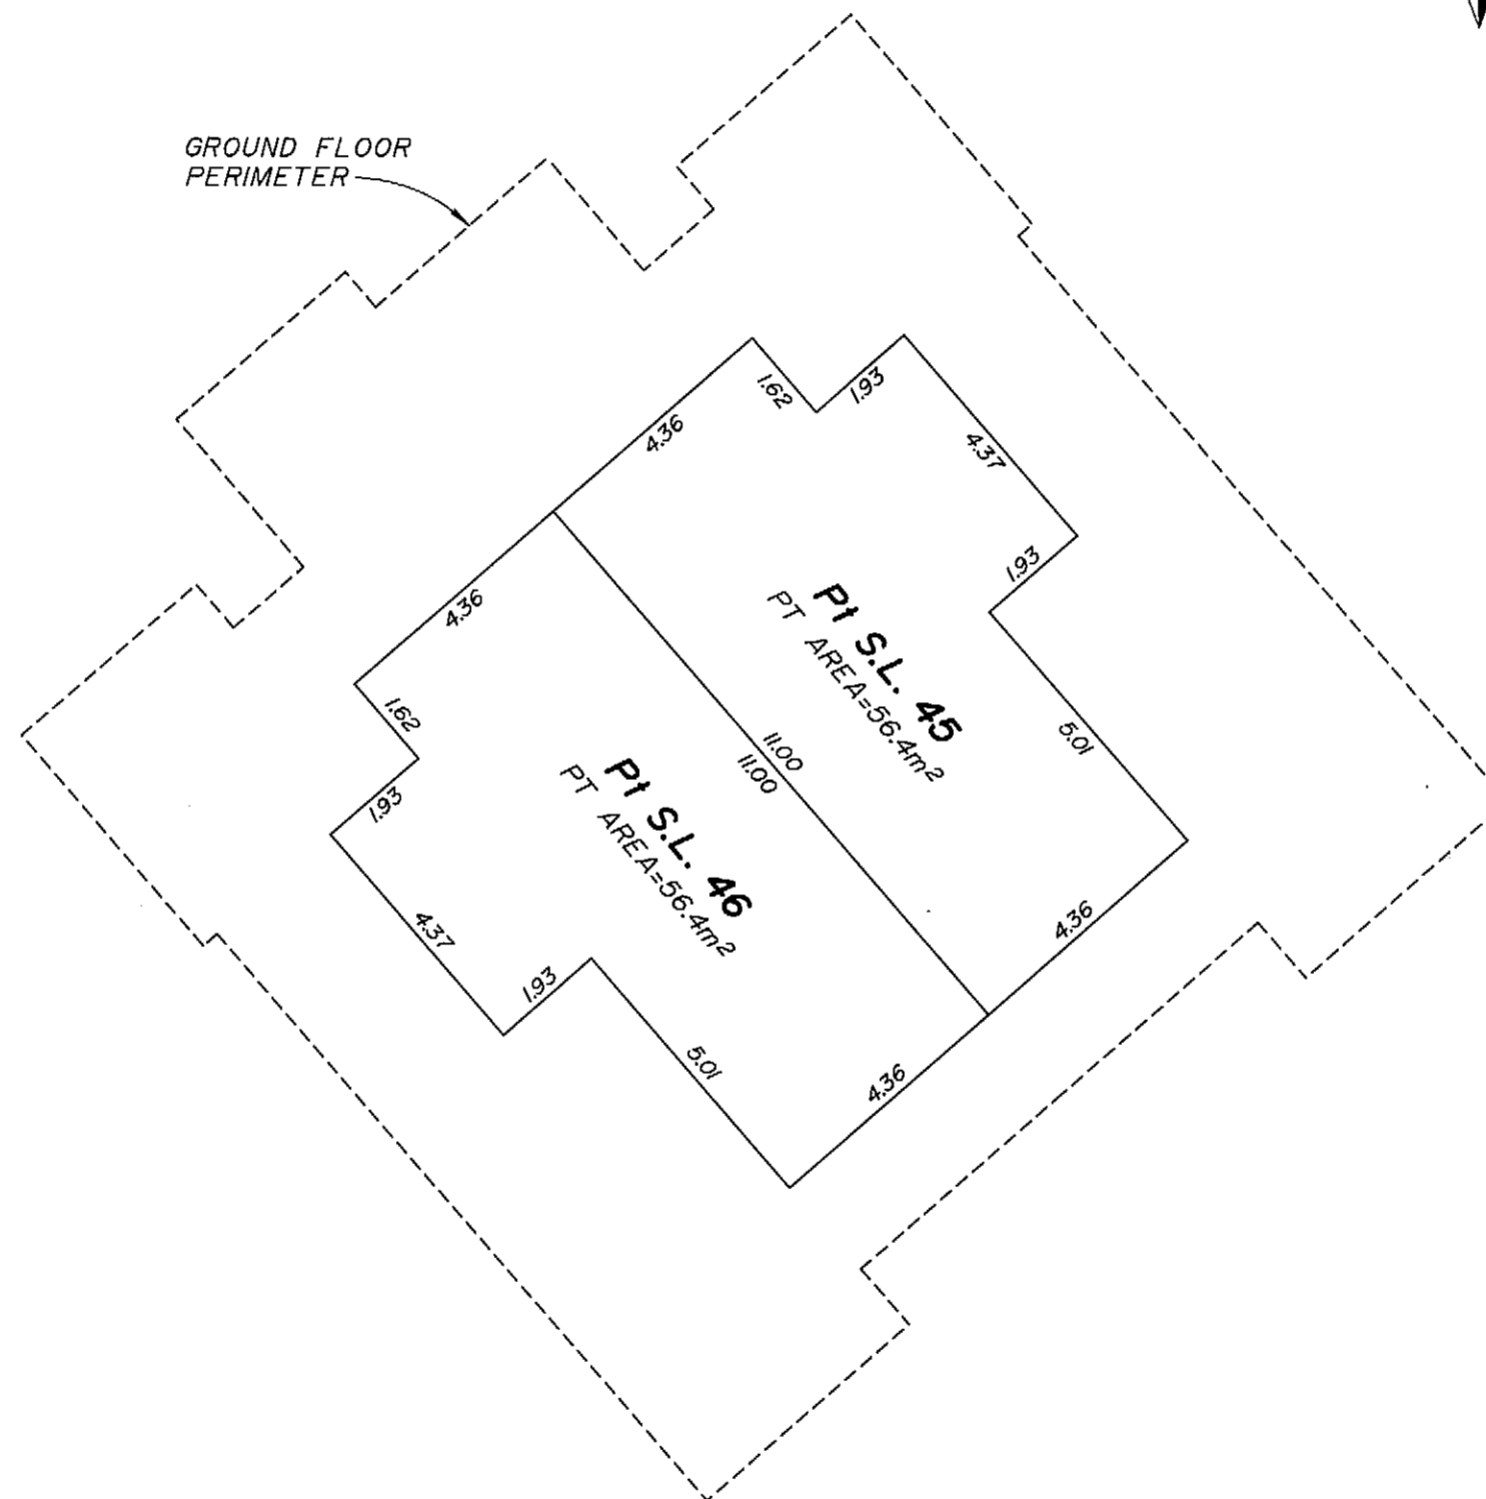 GROUND FLOOR
PERIMETER
1.62
1.93
4.36
4.37
1.93
4.36
Pt S.L. 45
PT AREA=56.4m2
1.62
5.01
11.00
11.00
1.93
Pt S.L. 46
PT AREA=56.4m2
4.37
4.36
1.93
5.01
4.36